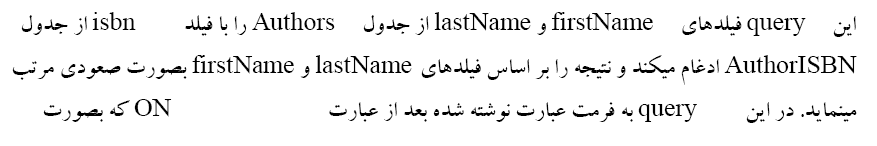 این query فیلدهای firstName و lastName از جدول Authors را با فیلد isbn از جدول
AuthorISBN ادغام میکند و نتیجه را بر اساس فیلدهای lastName و firstName بصورت صعودی مرتب
مینماید. در این query به فرمت عبارت نوشته شده بعد از عبارت ON که بصورت